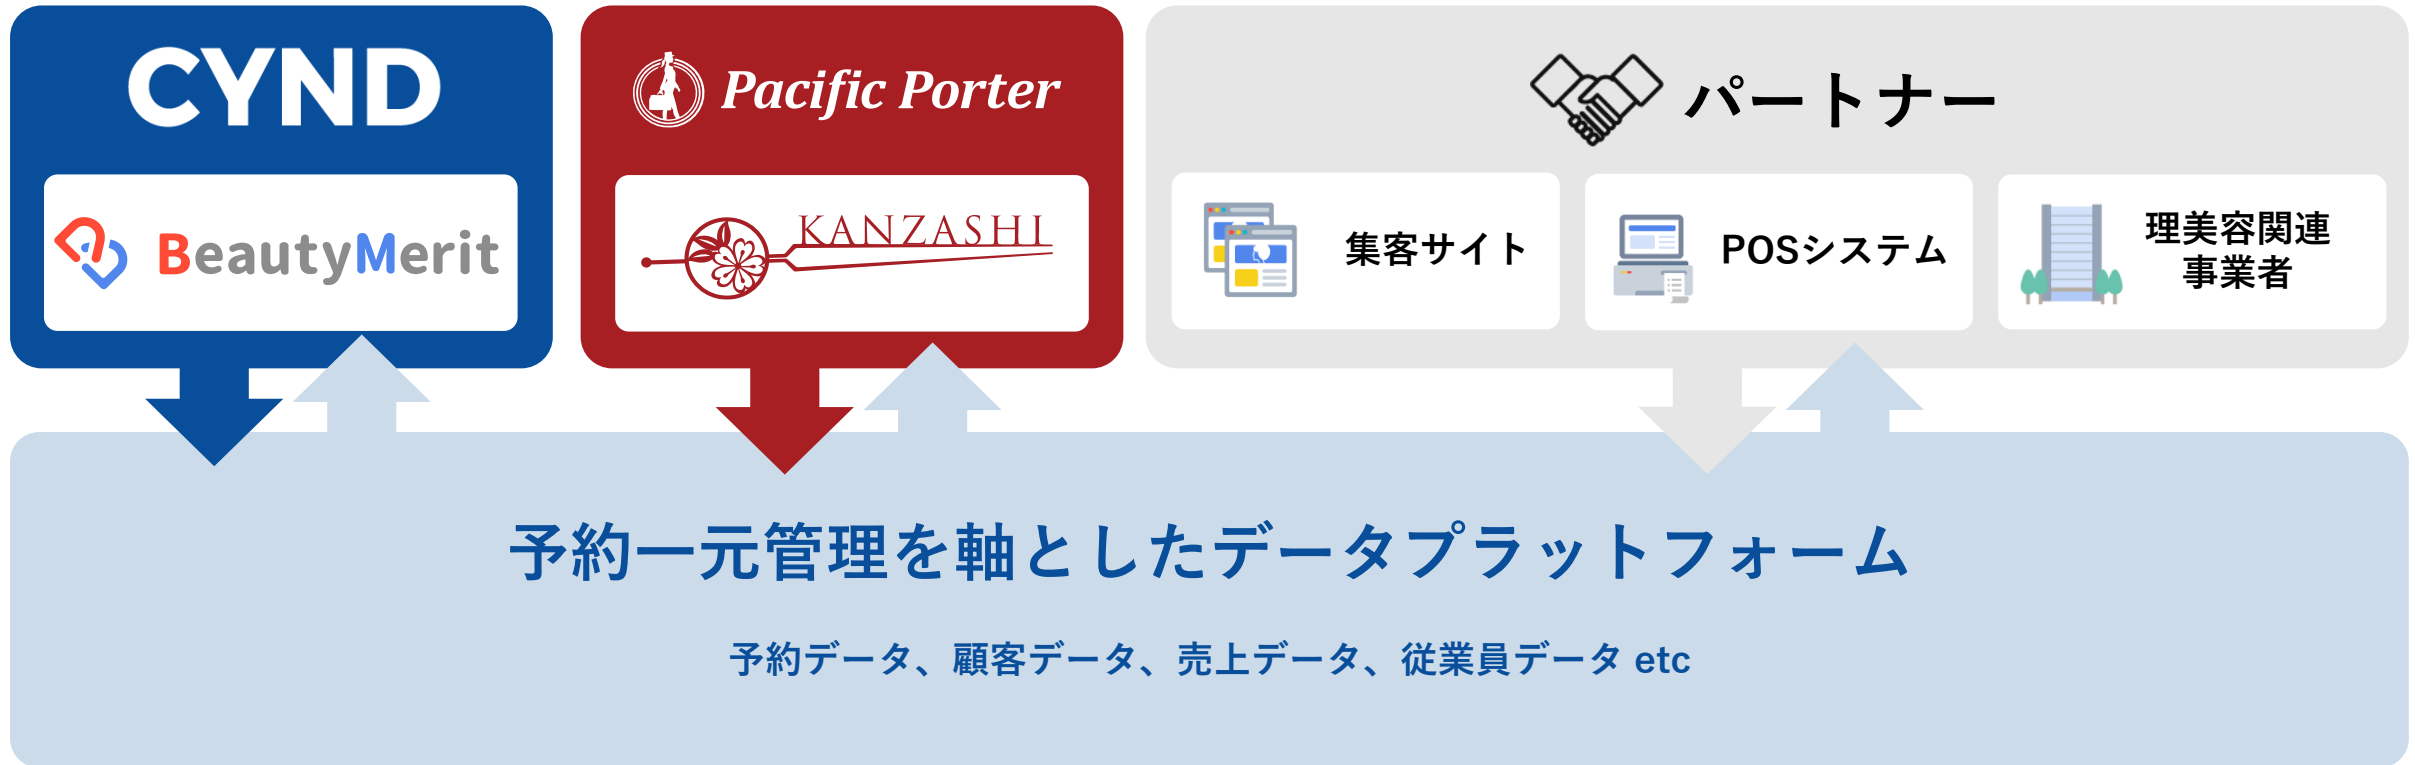 CYND
BeautyMerit
Pacific Porter
KANZASHI
パートナー
集客サイト
POSシステム
理美容関連
事業者
予約一元管理を軸としたデータプラットフォーム
予約データ、顧客データ、売上データ、従業員データ etc